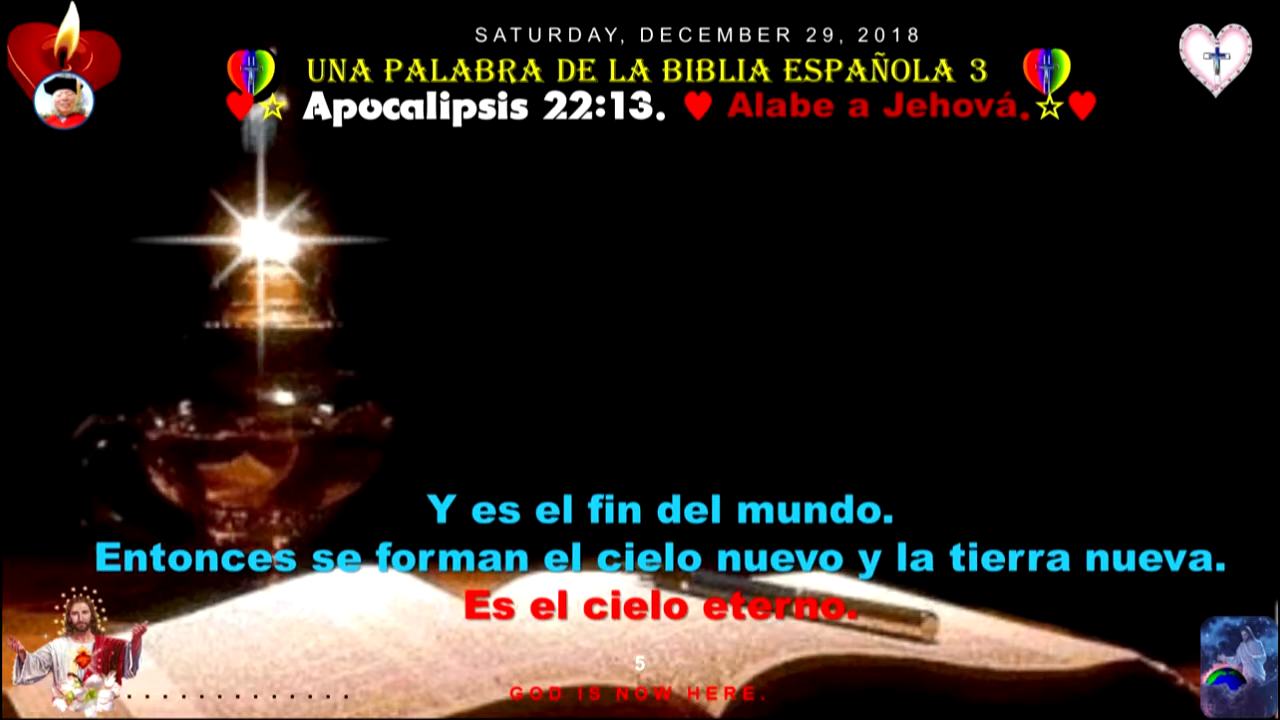 SATURDAY, DECEMBER 29, 2018
UNA PALABRA DE LA BIBLIA ESPAÑOLA 3
Apocalipsis 22:13. ♥ Alabe a Jehová.
Y es el fin del mundo.
Entonces se forman el cielo nuevo y la tierra nueva.
Es el cielo eterno.
5
GOD IS NOW HERE.